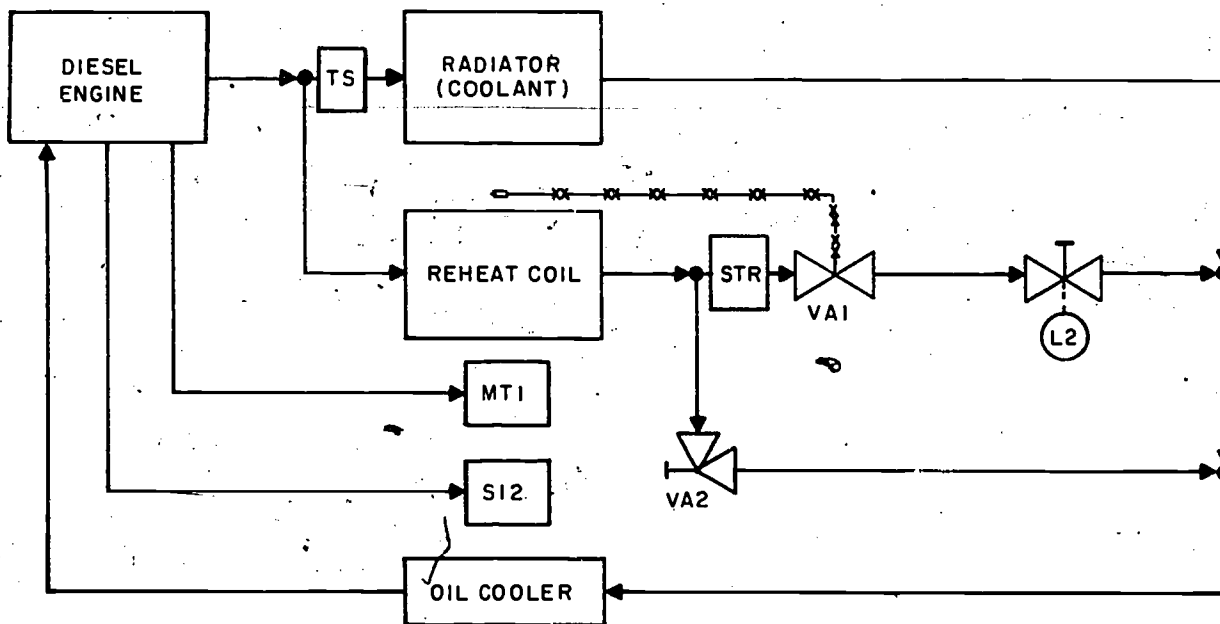 DIESEL
ENGINE
TS
RADIATOR
(COOLANT)
REHEAT COIL
STR
VA1
L2
MT1
VA2
S12
OIL COOLER